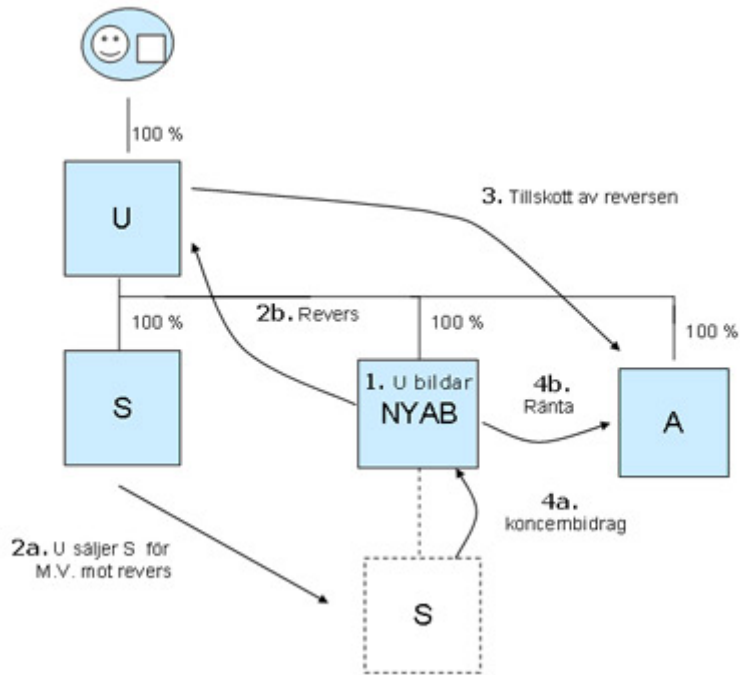 100 %
U
3. Tillskott av reversen
100 %
2b. Revers
100 %
100 %
S
1. U bildar
NYAB
4b.
Ränta
A
4a.
koncembidrag
2a. U säljer S för
M.V. mot revers
S